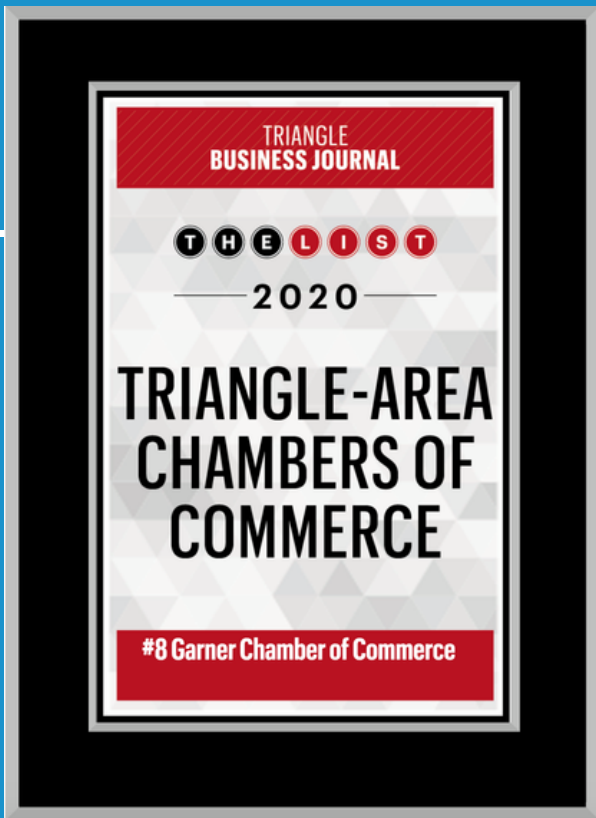 TRIANGLE
BUSINESS JOURNAL
THE LIST
2020
TRIANGLE-AREA
CHAMBERS OF
COMMERCE
#8 Garner Chamber of Commerce